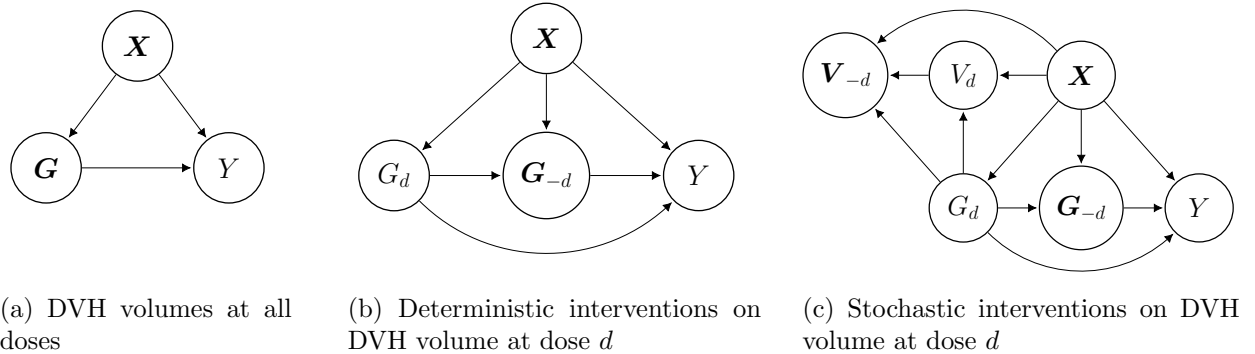 X
G
Y
(a) DVH volumes at all
doses
X
G_d
G_{-d}
Y
(b) Deterministic interventions on
DVH volume at dose d
V_{-d}
V_d
X
G_d
G_{-d}
Y
(c) Stochastic interventions on DVH
volume at dose d